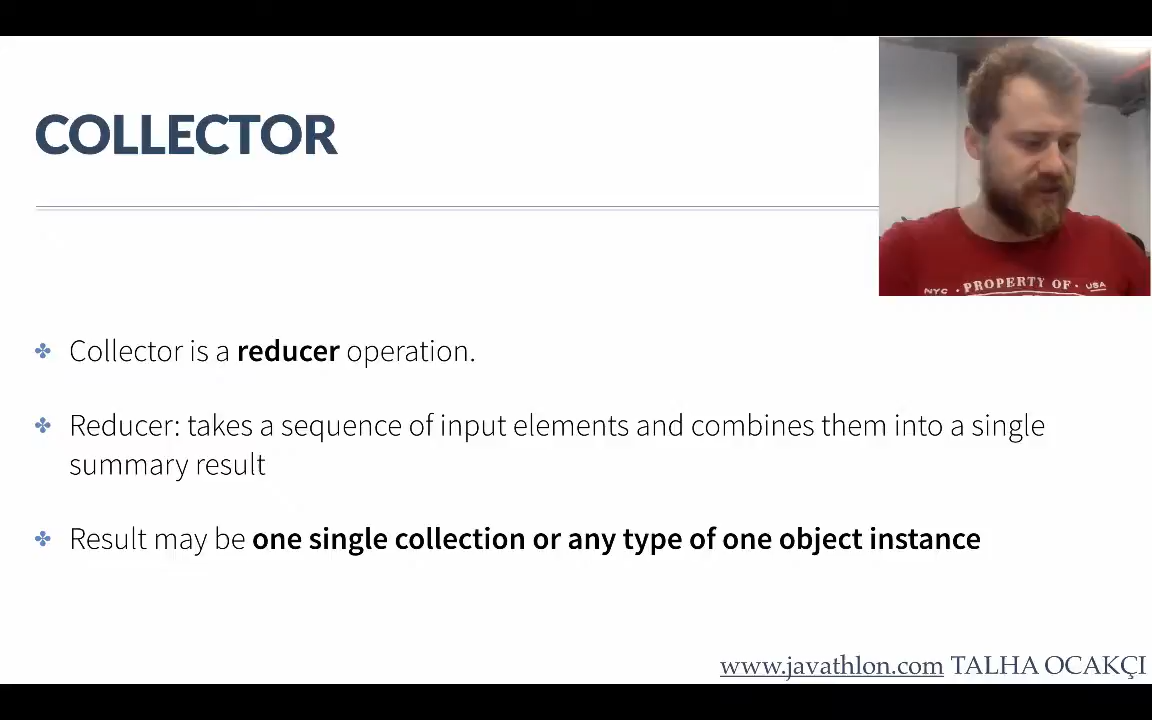 COLLECTOR
NYC · PROPERTY OF · USA
Collector is a reducer operation.
Reducer: takes a sequence of input elements and combines them into a single
summary result
Result may be one single collection or any type of one object instance
www.javathlon.com TALHA OCAKÇI